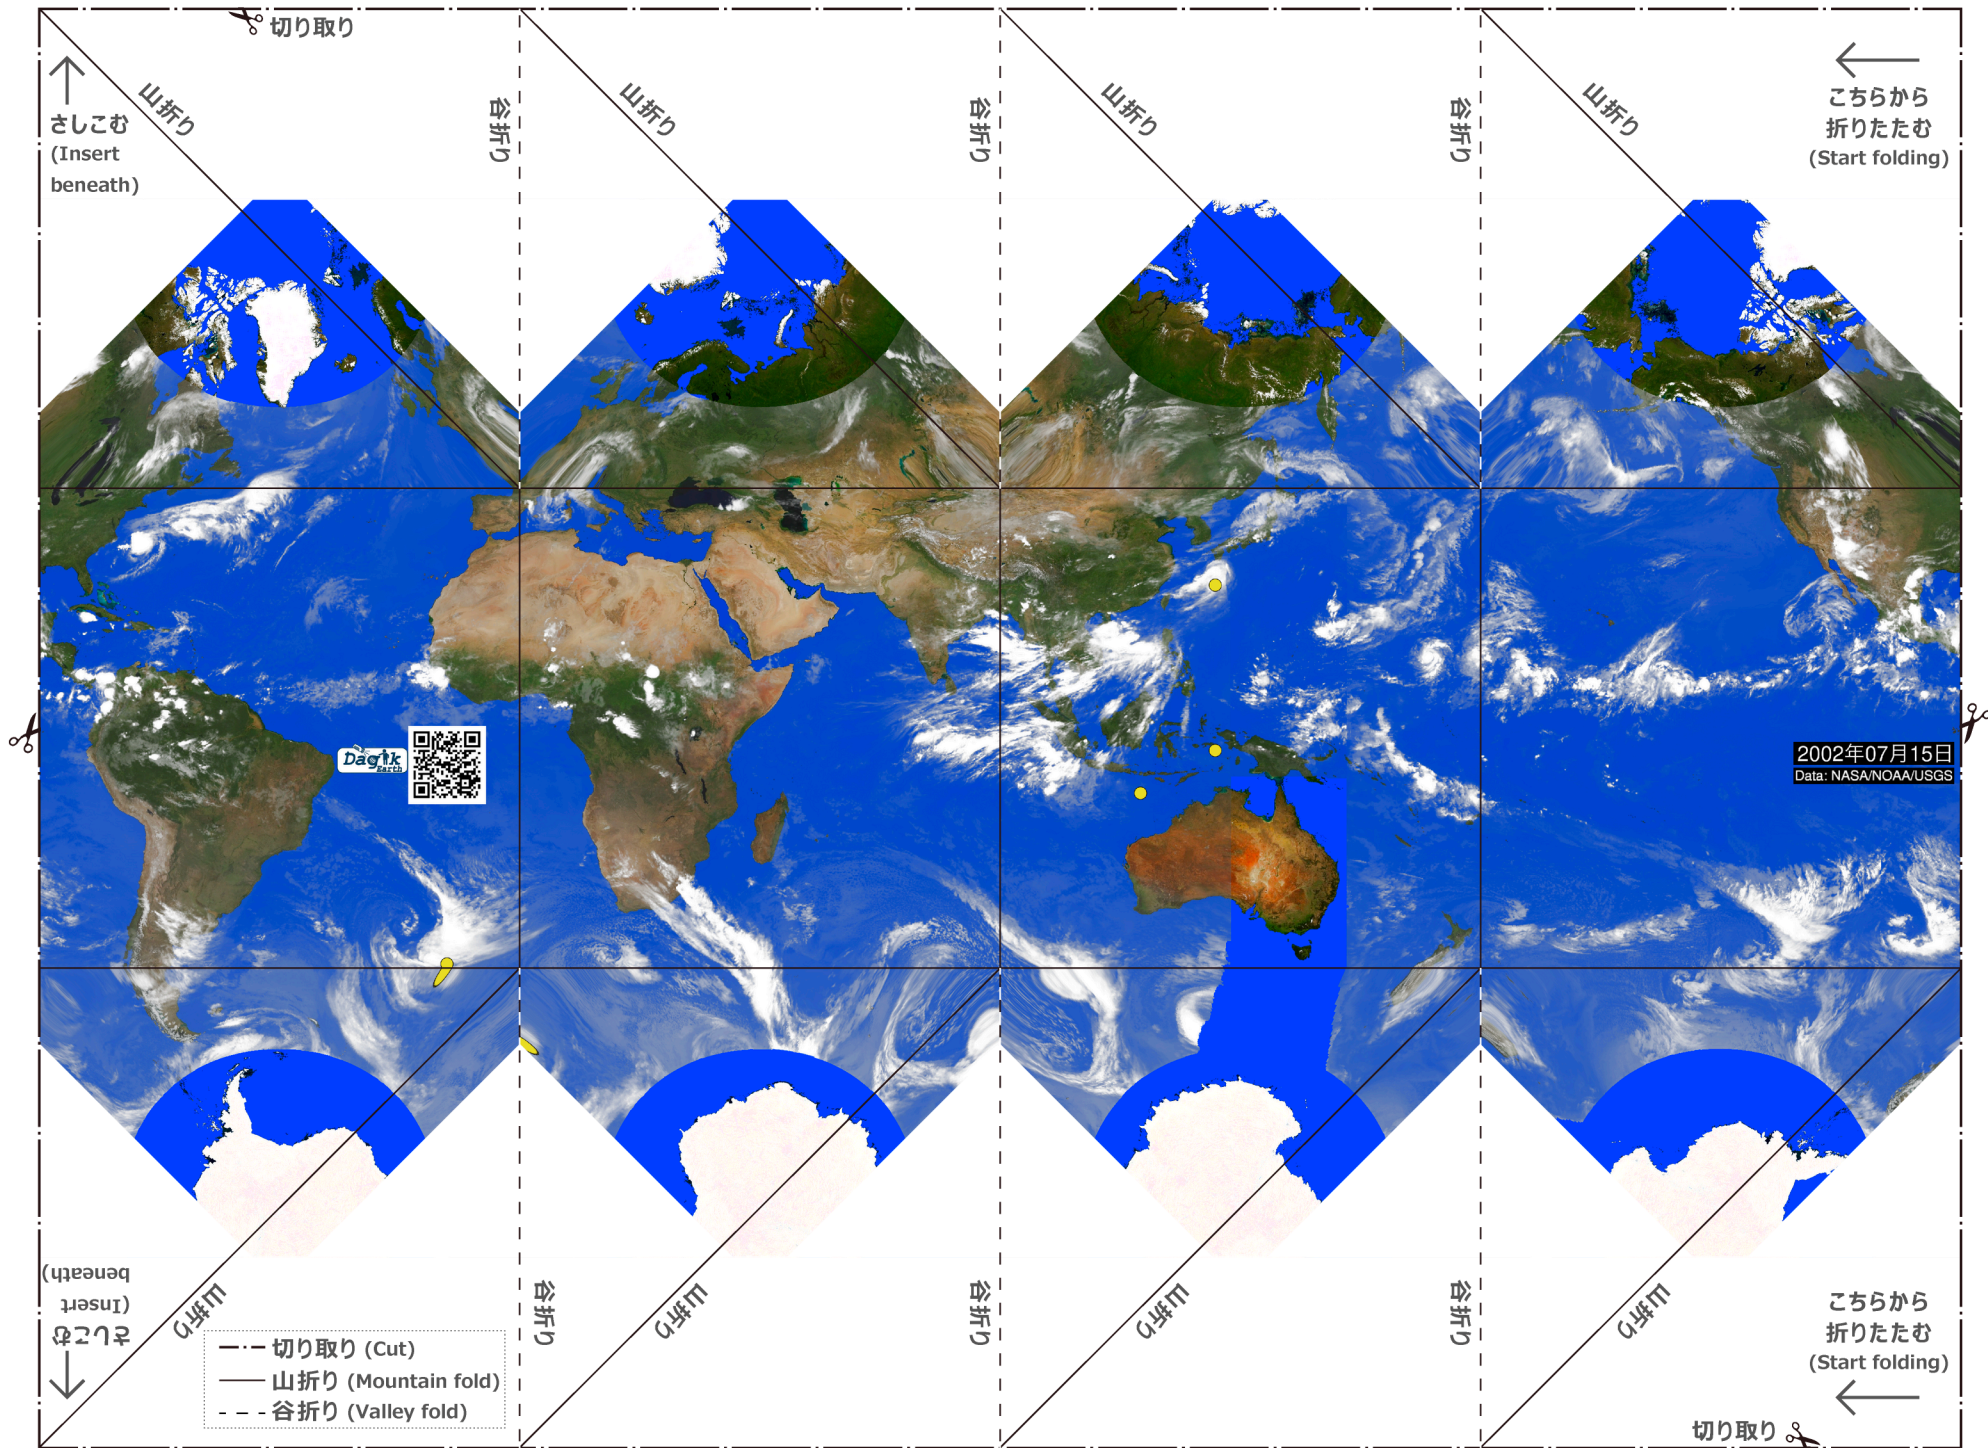 切り取り
さしこむ
(Insert
beneath)
山折り
谷折り
山折り
谷折り
山折り
谷折り
山折り
こちらから
折りたたむ
(Start folding)
Dagik
Earth
2002年07月15日
Data: NASA/NOAA/USGS
さしこむ
(Insert
beneath)
山折り
谷折り
山折り
谷折り
山折り
谷折り
山折り
こちらから
折りたたむ
(Start folding)
切り取り (Cut)
山折り (Mountain fold)
谷折り (Valley fold)
切り取り